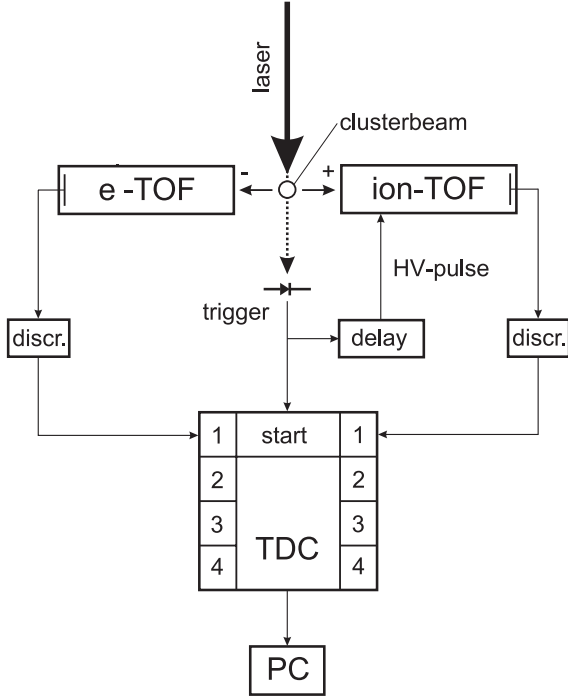 laser
clusterbeam
e -TOF
-
+
ion-TOF
HV-pulse
trigger
discr.
delay
discr.
1
start
1
2
2
3
3
TDC
4
4
PC